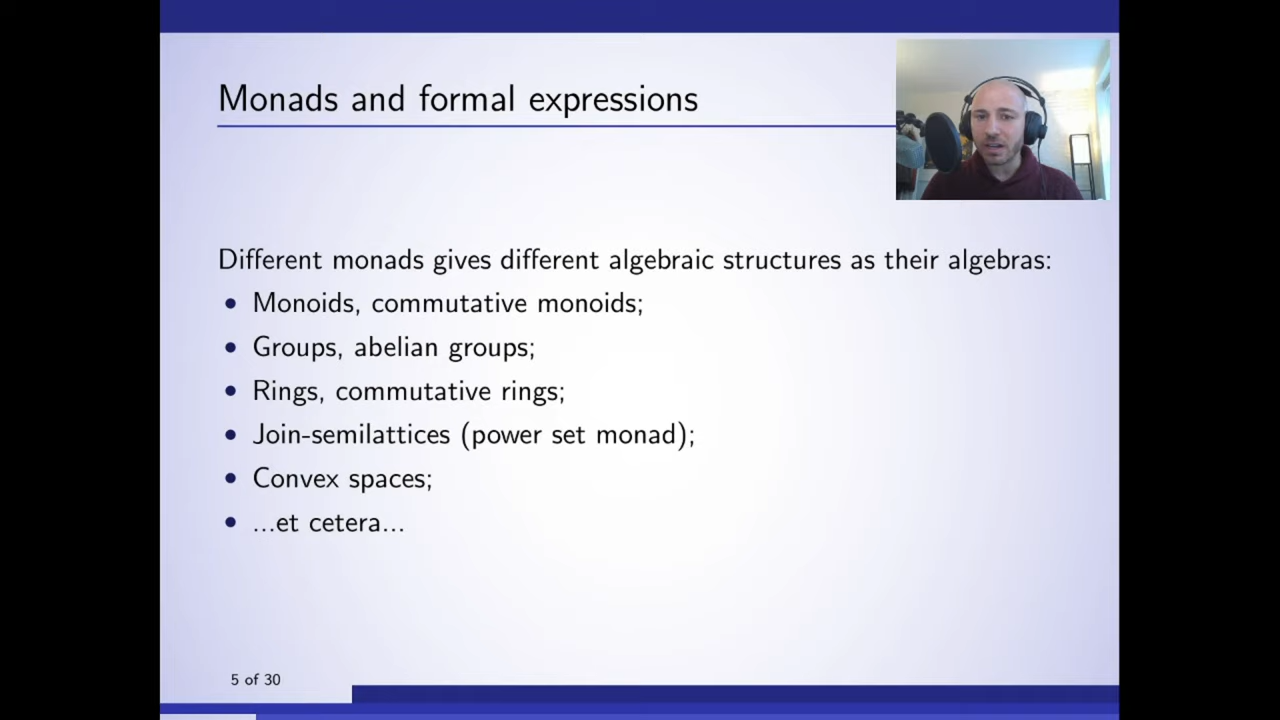 Monads and formal expressions
Different monads gives different algebraic structures as their algebras:
• Monoids, commutative monoids;
• Groups, abelian groups;
• Rings, commutative rings;
• Join-semilattices (power set monad);
• Convex spaces;
• ...et cetera...
5 of 30